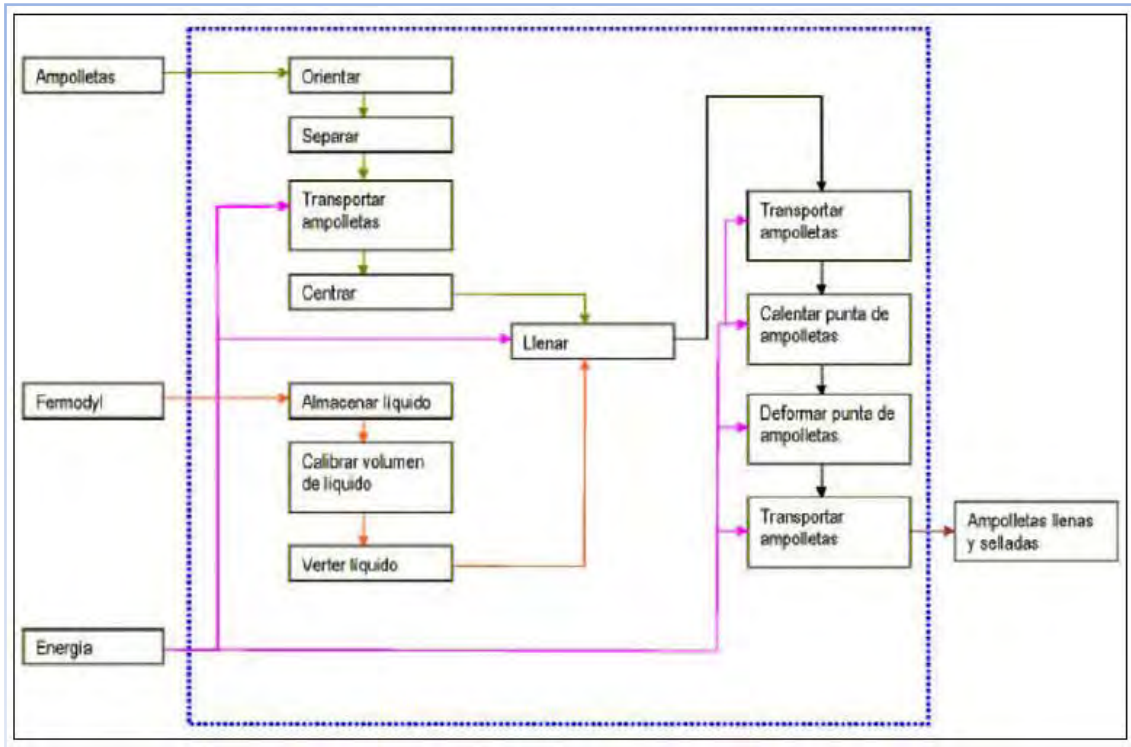 Ampolletas
Orientar
Separar
Transportar
ampolletas
Centrar
Llenar
Fermodyl
Almacenar líquido
Calibrar volumen
de líquido
Verter líquido
Energía
Transportar
ampolletas
Calentar punta de
ampolletas
Deformar punta de
ampolletas.
Transportar
ampolletas
Ampolletas llenas
y selladas